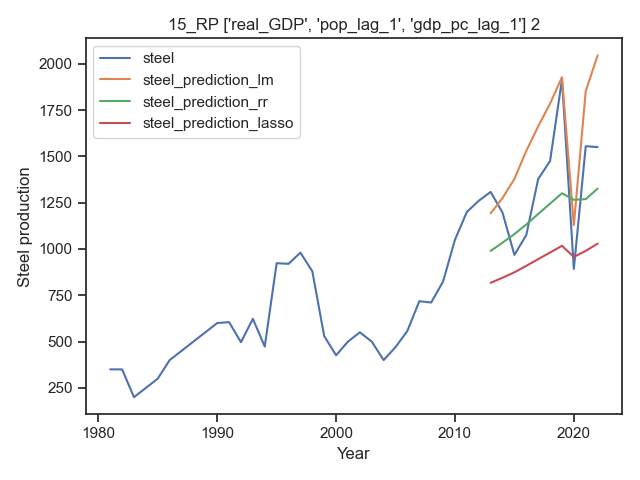 15_RP ['real_GDP', 'pop_lag_1', 'gdp_pc_lag_1'] 2
steel
steel_prediction_lm
steel_prediction_rr
steel_prediction_lasso
Steel production
2000
1750
1500
1250
1000
750
500
250
1980
1990
2000
2010
2020
Year